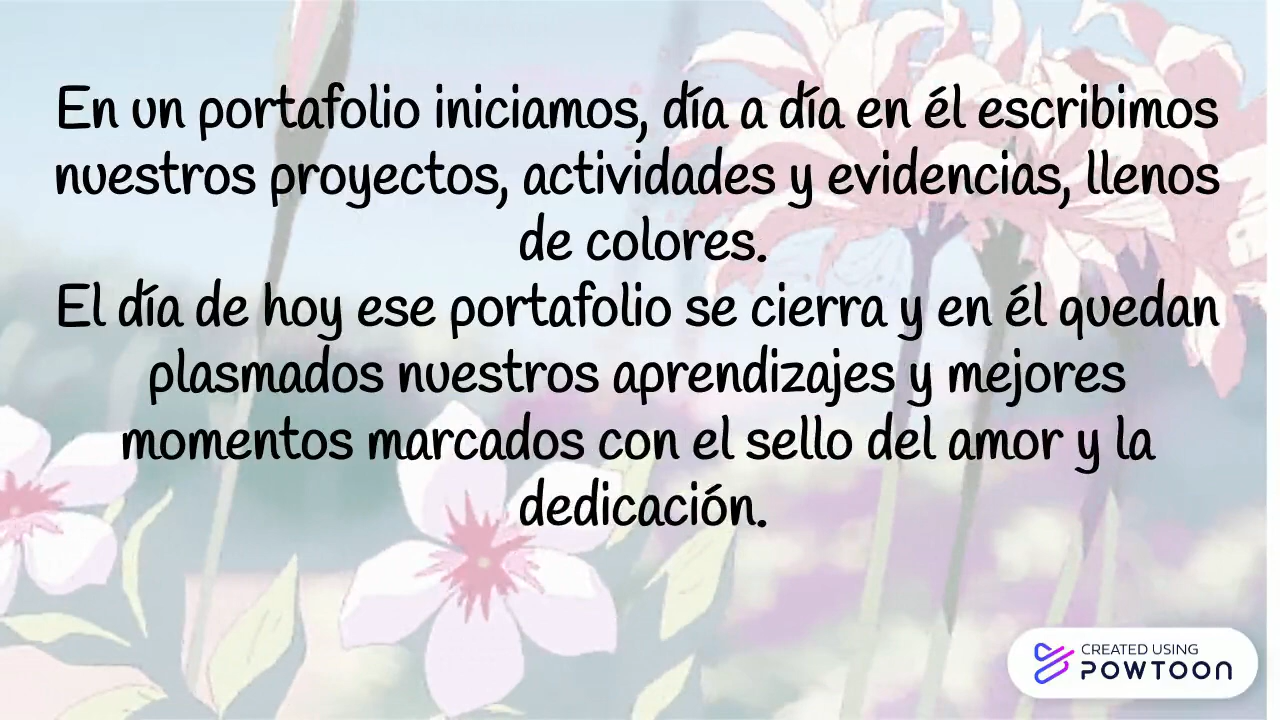 En un portafolio iniciamos, día a día en él escribimos
nuestros proyectos, actividades y evidencias, llenos
de colores.
El día de hoy ese portafolio se cierra y en él quedan
plasmados nuestros aprendizajes y mejores
momentos marcados con el sello del amor y la
dedicación.
CREATED USING
POWTOON